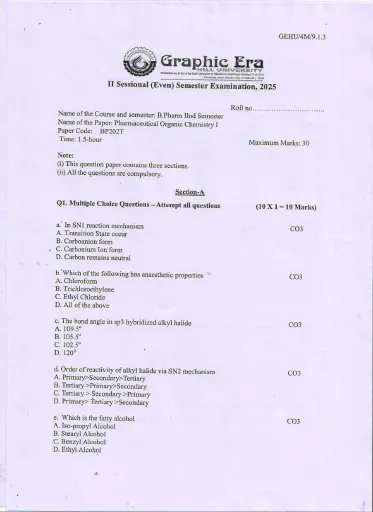 GEHU/4M/9.1.3
Graphic Era
HILL UNIVERSITY
II Sessional (Even) Semester Examination, 2025
Roll no..............................
Name of the Course and semester: B.Pharm IInd Semester
Name of the Paper: Pharmaceutical Organic Chemistry I
Paper Code: BP202T
Time: 1.5-hour
Maximum Marks: 30
Note:
(i) This question paper contains three sections.
(ii) All the questions are compulsory.
Section-A
Q1. Multiple Choice Questions – Attempt all questions (10 X 1 = 10 Marks)
a. In SN1 reaction mechanism CO3
A. Transition State occur
B. Carboanion form
C. Carbonium Ion form
D. Carbon remains neutral
b. Which of the following has anaesthetic properties CO3
A. Chloroform
B. Trichloroethylene
C. Ethyl Chloride
D. All of the above
c. The bond angle in sp3 hybridized alkyl halide CO3
A. 109.5°
B. 105.5°
C. 102.5°
D. 120°
d. Order of reactivity of alkyl halide via SN2 mechanism CO3
A. Primary>Secondary>Tertiary
B. Tertiary >Primary>Secondary
C. Tertiary > Secondary >Primary
D. Primary> Tertiary >Secondary
e. Which is the fatty alcohol CO3
A. Iso-propyl Alcohol
B. Stearyl Alcohol
C. Benzyl Alcohol
D. Ethyl Alcohol